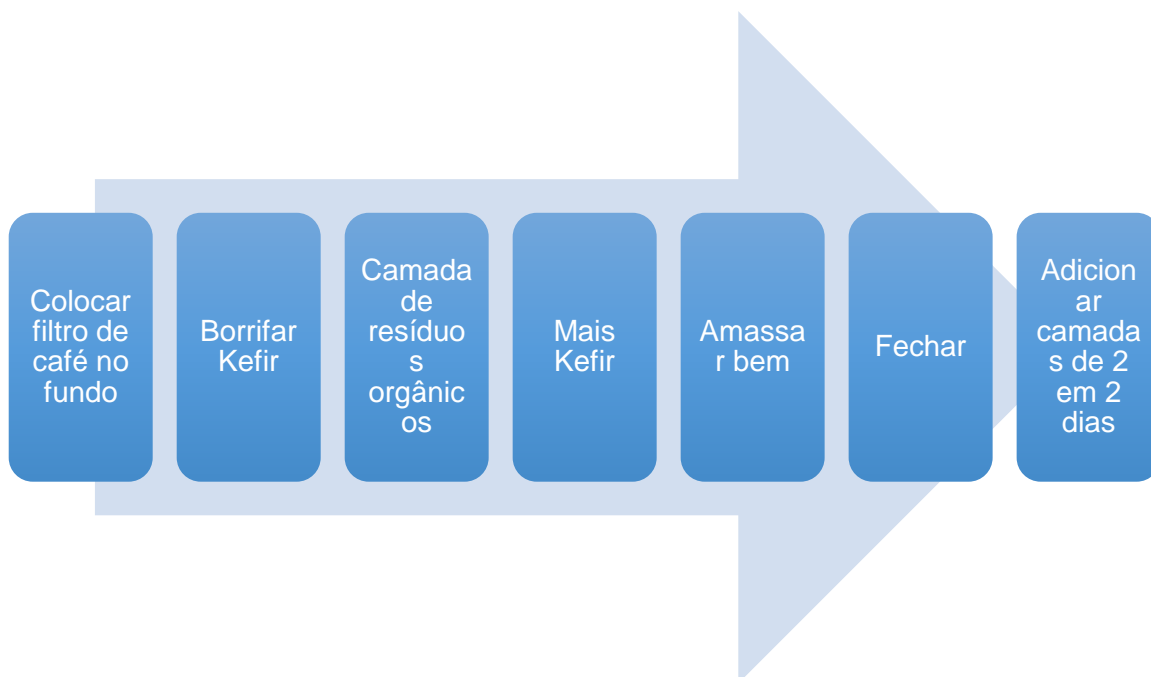 Colocar
filtro de
café no
fundo
Borrifar
Kefir
Camada
de
resíduo
s
orgânic
os
Mais
Kefir
Amassa
r bem
Fechar
Adicion
ar
camada
s de 2
em 2
dias